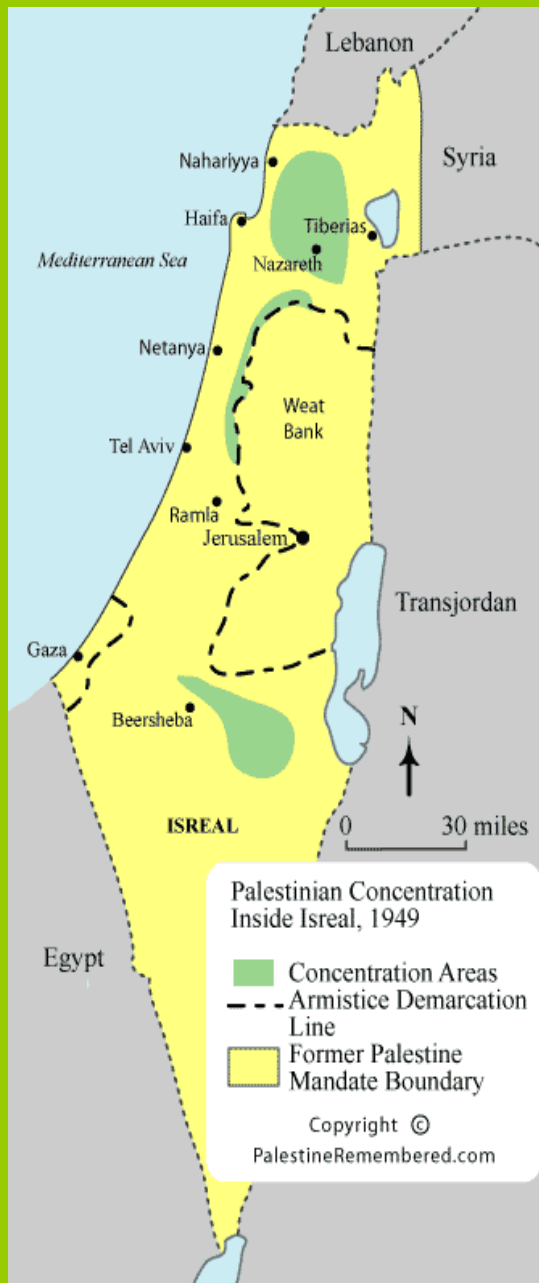 Lebanon
Syria
Nahariyya
Haifa
Tiberias
Mediterranean Sea
Nazareth
Netanya
Weat
Bank
Tel Aviv
Ramla
Jerusalem
Transjordan
Gaza
Beersheba
N
ISREAL
0 30 miles
Egypt
Palestinian Concentration
Inside Isreal, 1949
Concentration Areas
Armistice Demarcation
Line
Former Palestine
Mandate Boundary
Copyright ©
PalestineRemembered.com